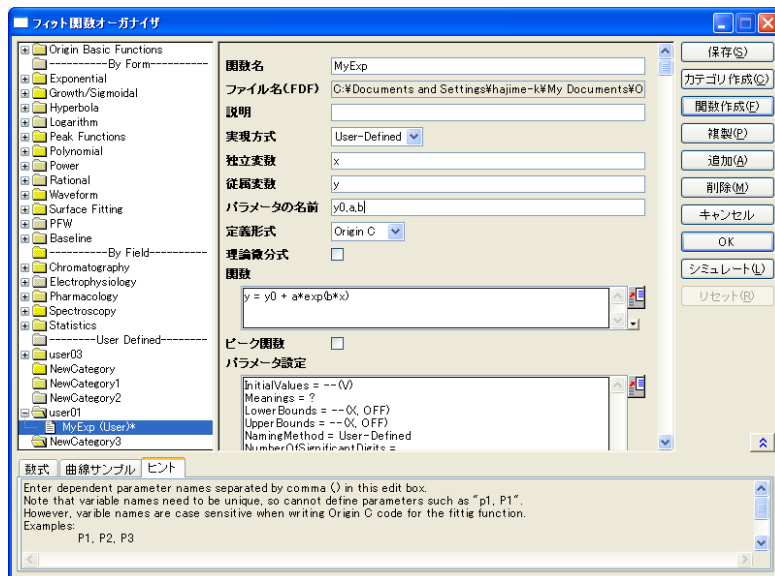 フィット関数オーガナイザ
Origin Basic Functions
----------By Form----------
Exponential
Growth/Sigmoidal
Hyperbola
Logarithm
Peak Functions
Polynomial
Power
Rational
Waveform
Surface Fitting
PFW
Baseline
----------By Field----------
Chromatography
Electrophysiology
Pharmacology
Spectroscopy
Statistics
--------User Defined--------
user03
NewCategory
NewCategory1
NewCategory2
user01
MyExp (User)*
NewCategory3
関数名 MyExp
ファイル名(FDF) C:¥Documents and Settings¥hajime-k¥My Documents¥O
説明
実現方式 User-Defined
独立変数 x
従属変数 y
パラメータの名前 y0,a,b
定義形式 Origin C
理論微分式
関数
y = y0 + a*exp(b*x)
ピーク関数
パラメータ設定
InitialValues = --(V)
Meanings = ?
LowerBounds = --(X, OFF)
UpperBounds = --(X, OFF)
NamingMethod = User-Defined
NumberOfSignificantDigits =
保存(S)
カテゴリ作成(C)
関数作成(F)
複製(P)
追加(A)
削除(M)
キャンセル
OK
シミュレート(L)
リセット(R)
数式 曲線サンプル ヒント
Enter dependent parameter names separated by comma (,) in this edit box.
Note that variable names need to be unique, so cannot define parameters such as "p1, P1".
However, varible names are case sensitive when writing Origin C code for the fittig function.
Examples:
P1, P2, P3